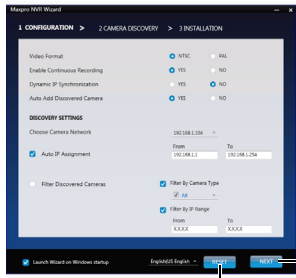 Maxpro NR Wizard
1 CONFIGURATION > 2 CAMERA DISCOVERY > 3 INSTALLATION
Video Format NTSC PAL
Enable Continuous Recording YES NO
Dynamic IP Synchronization YES NO
Auto Add Discovered Camera YES NO
DISCOVERY SETTINGS
Choose Camera Network 192.168.1.104
From To
Auto IP Assignment 192.168.1.1 192.168.1.254
Filter Discovered Cameras Filter By Camera Type
All
Filter By IP Range
From To
X.X.X.X X.X.X.X
Launch Wizard on Windows startup English(US English) RESET NEXT